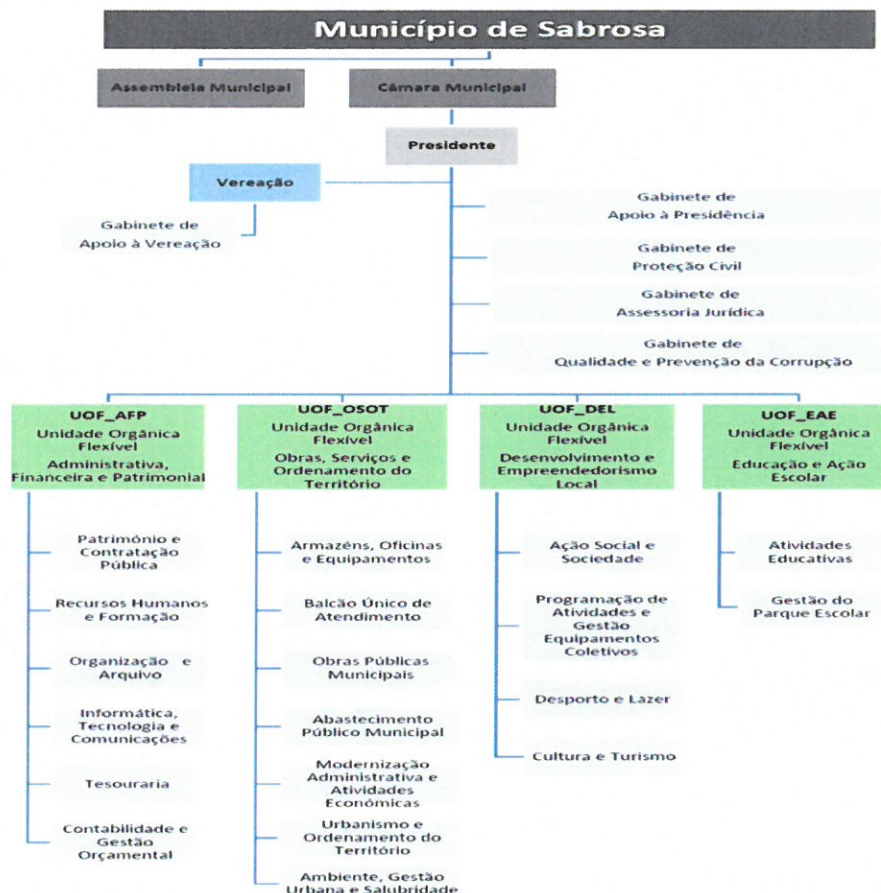 Município de Sabrosa
Assembleia Municipal
Câmara Municipal
Presidente
Vereação
Gabinete de
Apoio à Vereação
Gabinete de
Apoio à Presidência
Gabinete de
Proteção Civil
Gabinete de
Assessoria Jurídica
Gabinete de
Qualidade e Prevenção da Corrupção
UOF_AFP
Unidade Orgânica
Flexível
Administrativa,
Financeira e Patrimonial
Património e
Contratação
Pública
Recursos Humanos
e Formação
Organização e
Arquivo
Informática,
Tecnologia e
Comunicações
Tesouraria
Contabilidade e
Gestão
Orçamental
UOF_OSOT
Unidade Orgânica
Flexível
Obras, Serviços e
Ordenamento do
Território
Armazéns, Oficinas
e Equipamentos
Balcão Único de
Atendimento
Obras Públicas
Municipais
Abastecimento
Público Municipal
Modernização
Administrativa e
Atividades
Económicas
Urbanismo e
Ordenamento do
Território
Ambiente, Gestão
Urbana e Salubridade
UOF_DEL
Unidade Orgânica
Flexível
Desenvolvimento e
Empreendedorismo
Local
Ação Social e
Sociedade
Programação de
Atividades e
Gestão
Equipamentos
Coletivos
Desporto e Lazer
Cultura e Turismo
UOF_EAE
Unidade Orgânica
Flexível
Educação e Ação
Escolar
Atividades
Educativas
Gestão do
Parque Escolar